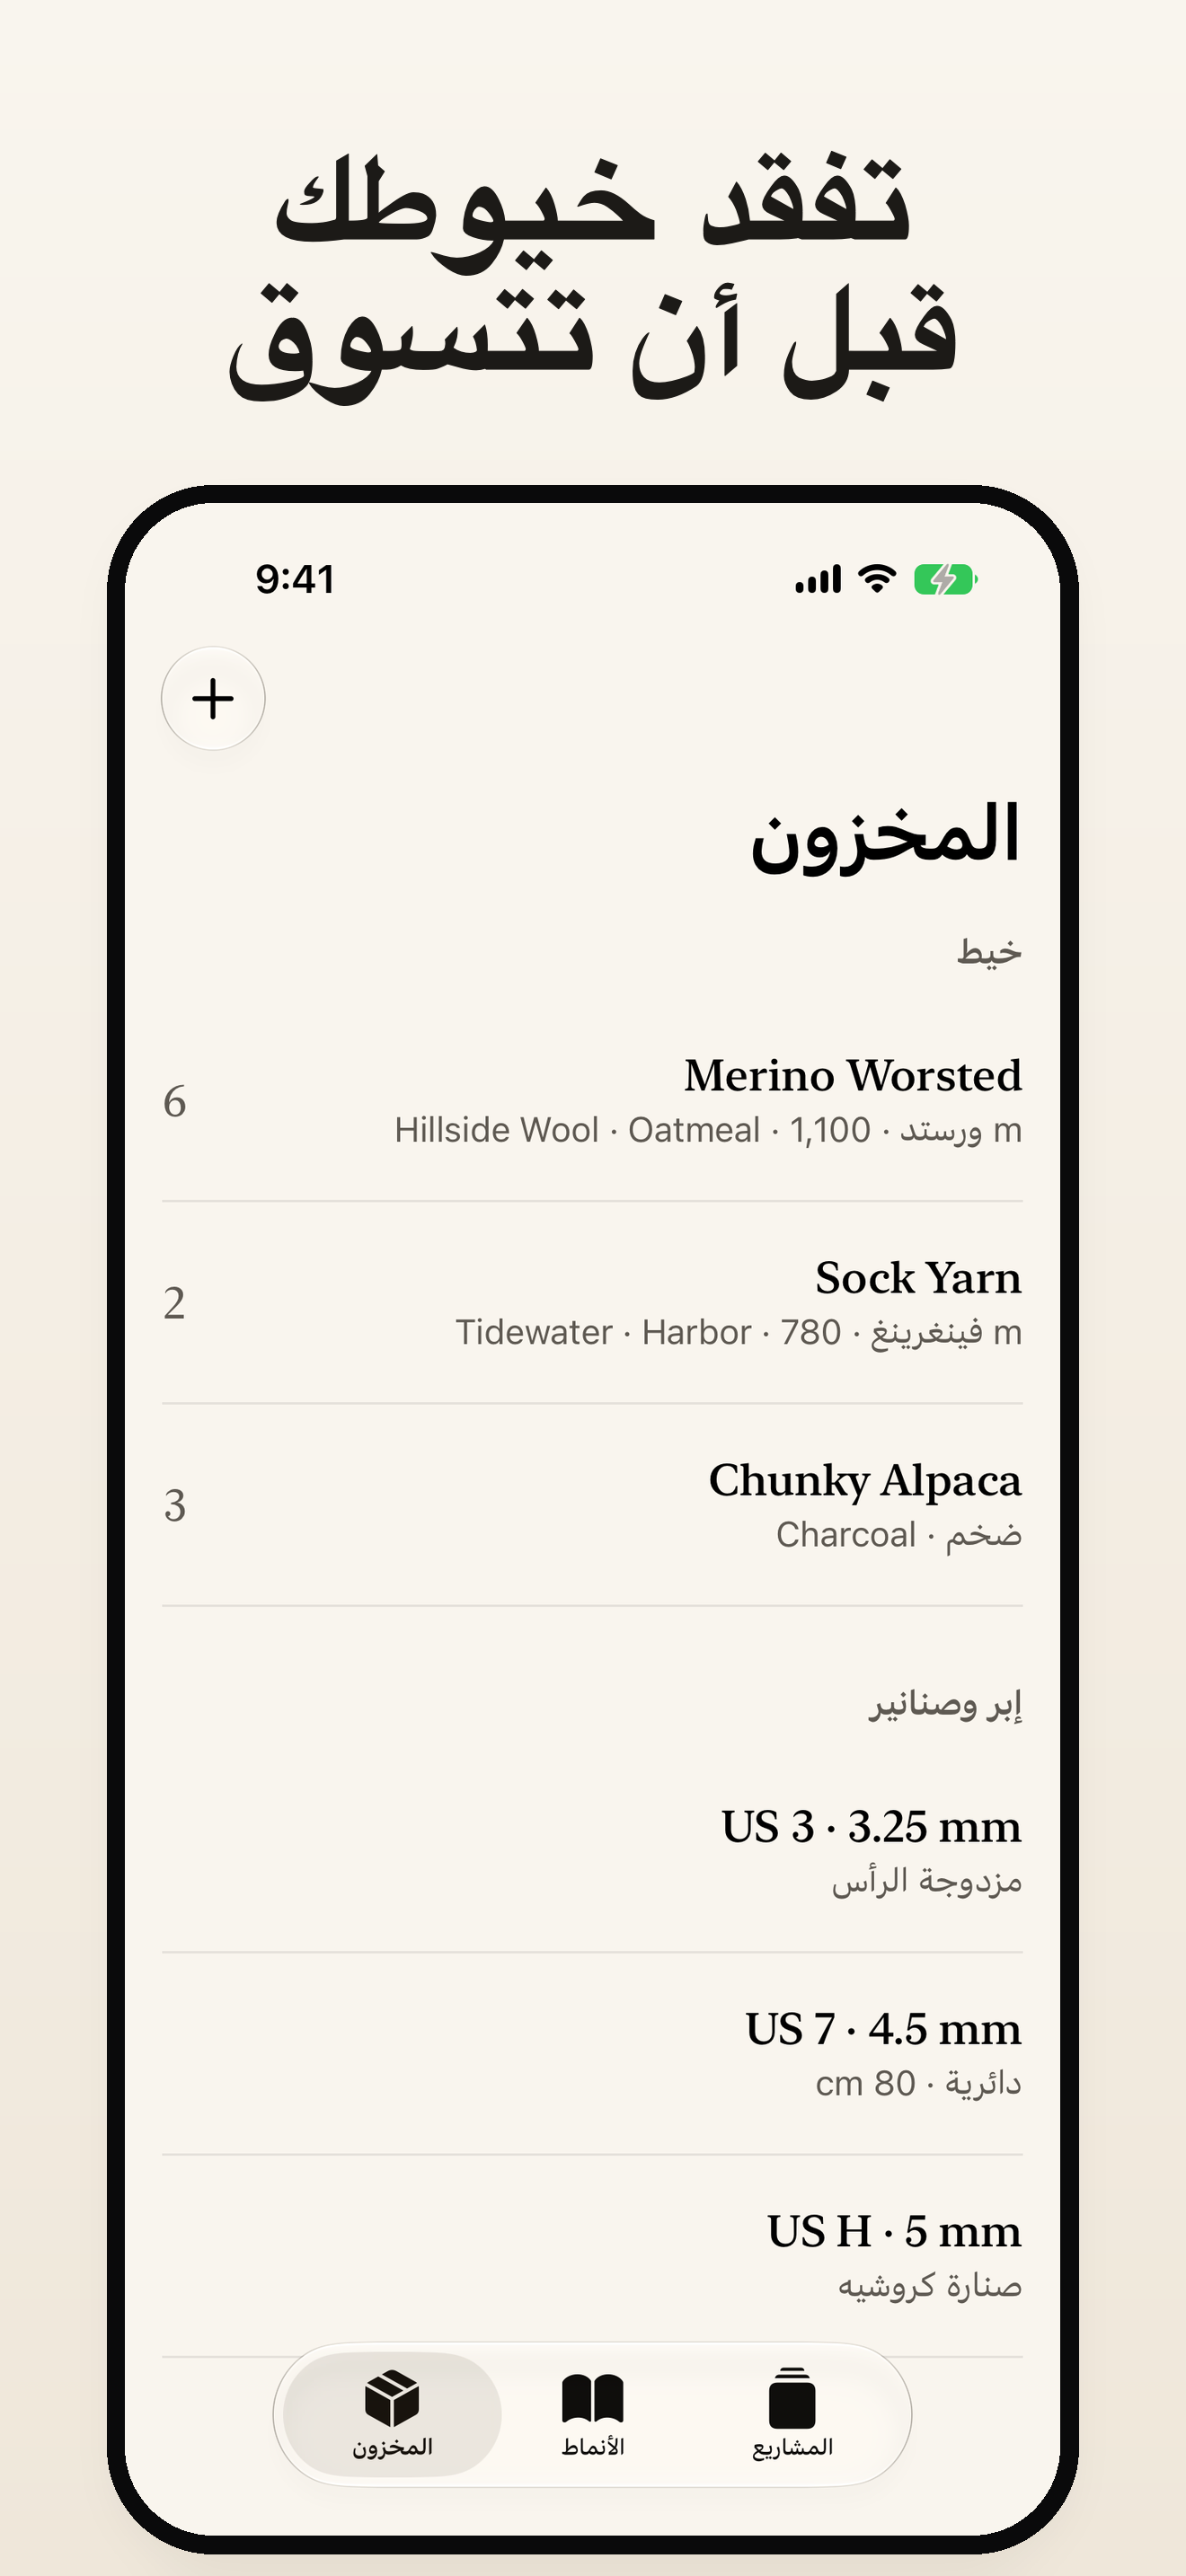 تفقد خيوطك
قبل أن تتسوق
9:41
المخزون
خيط
Merino Worsted
6
Hillside Wool · Oatmeal · 1,100 m ورستد ·
Sock Yarn
2
Tidewater · Harbor · 780 m فينغرينغ ·
Chunky Alpaca
3
ضخم · Charcoal
إبر وصنانير
US 3 · 3.25 mm
مزدوجة الرأس
US 7 · 4.5 mm
دائرية · 80 cm
US H · 5 mm
صنارة كروشيه
المشاريع
الأنماط
المخزون